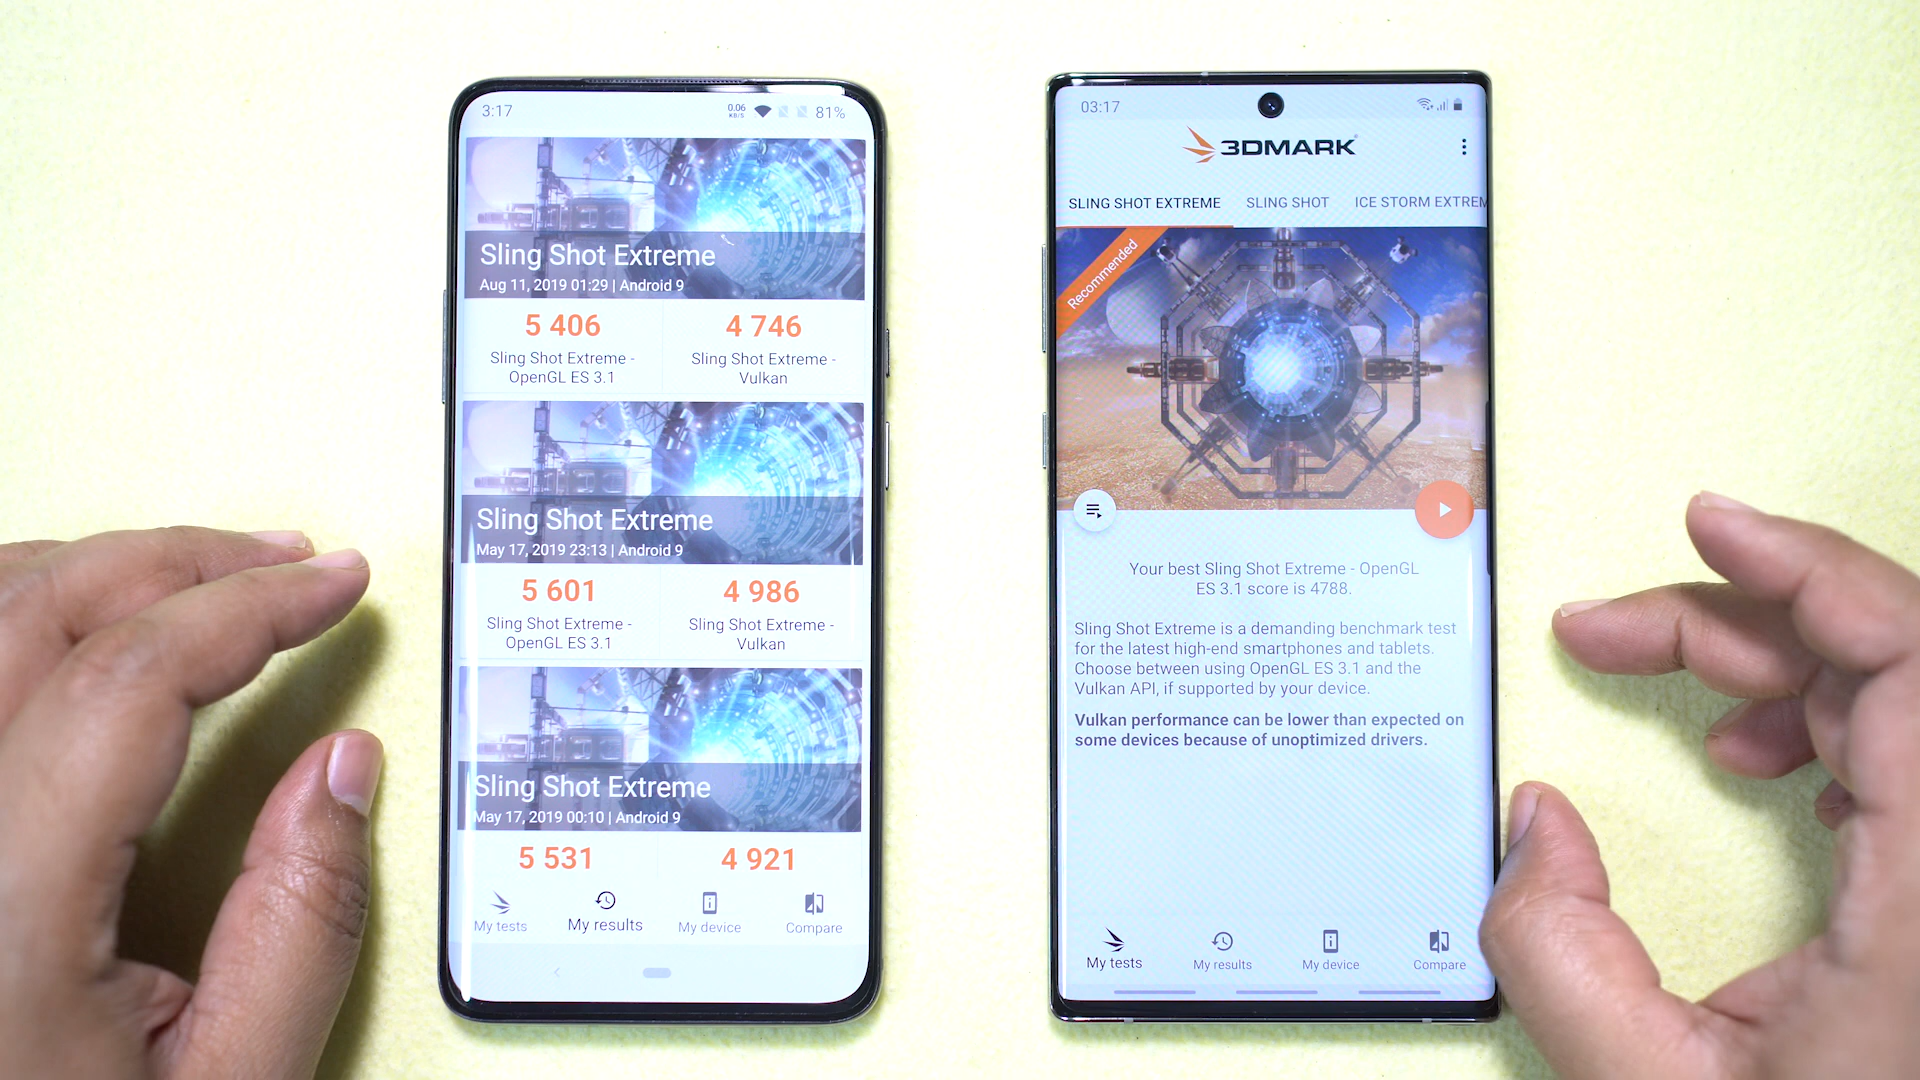 3:17
0.06
KB/S
81%
Sling Shot Extreme
Aug 11, 2019 01:29 | Android 9
5 406
4 746
Sling Shot Extreme -
OpenGL ES 3.1
Sling Shot Extreme -
Vulkan
Sling Shot Extreme
May 17, 2019 23:13 | Android 9
5 601
4 986
Sling Shot Extreme -
OpenGL ES 3.1
Sling Shot Extreme -
Vulkan
Sling Shot Extreme
May 17, 2019 00:10 | Android 9
5 531
4 921
My tests
My results
My device
Compare
03:17
3DMARK
SLING SHOT EXTREME
SLING SHOT
ICE STORM EXTREM
Recommended
Your best Sling Shot Extreme - OpenGL
ES 3.1 score is 4788.
Sling Shot Extreme is a demanding benchmark test
for the latest high-end smartphones and tablets.
Choose between using OpenGL ES 3.1 and the
Vulkan API, if supported by your device.
Vulkan performance can be lower than expected on
some devices because of unoptimized drivers.
My tests
My results
My device
Compare